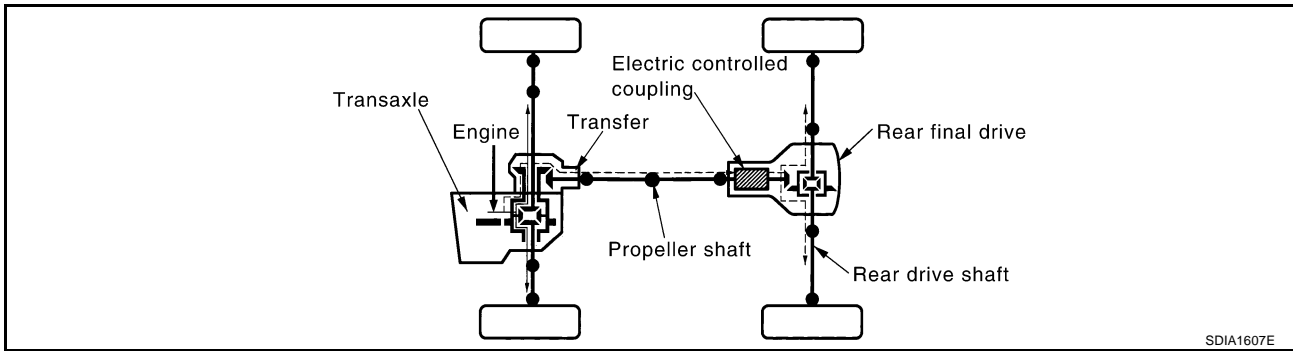 Electric controlled
coupling
Transaxle
Engine
Transfer
Rear final drive
Propeller shaft
Rear drive shaft
SDIA1607E